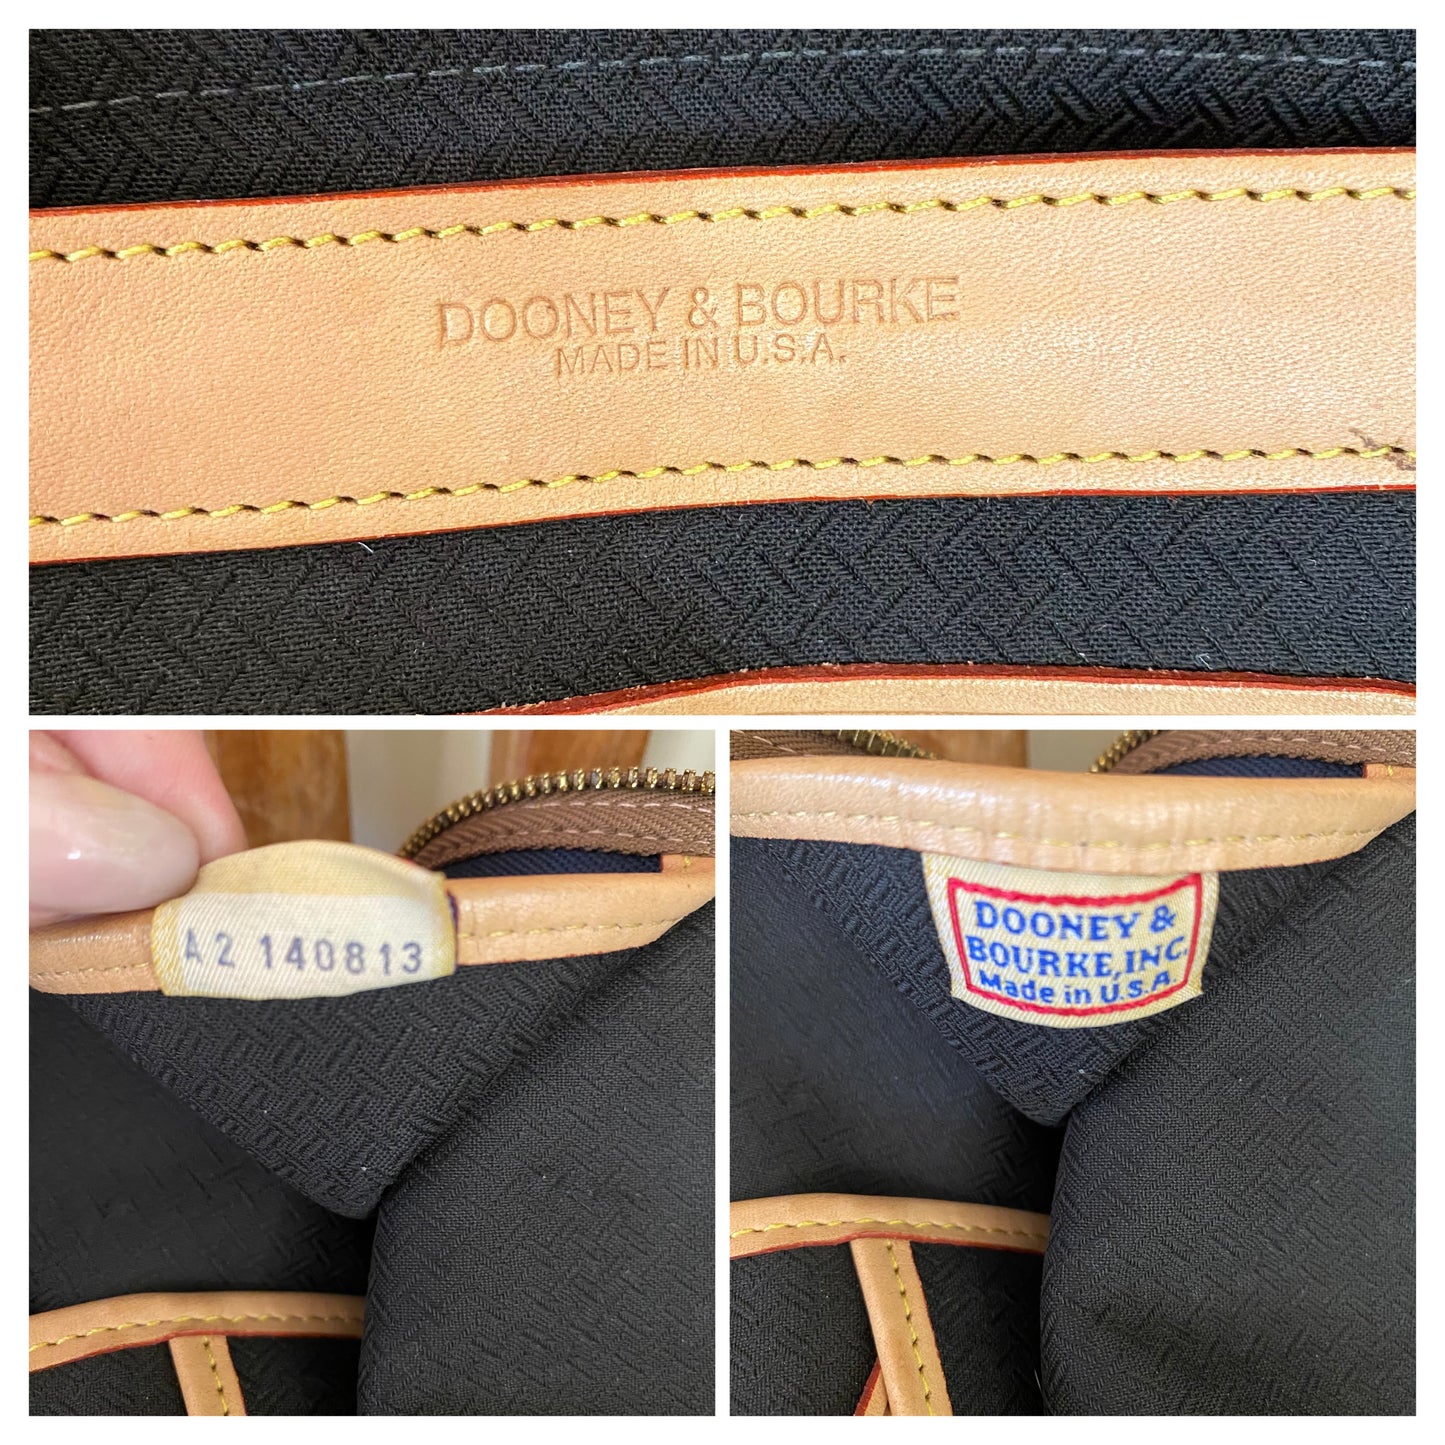 DOONEY & BOURKE
MADE IN U.S.A.
A2 140813
DOONEY &
BOURKE, INC.
Made in U.S.A.